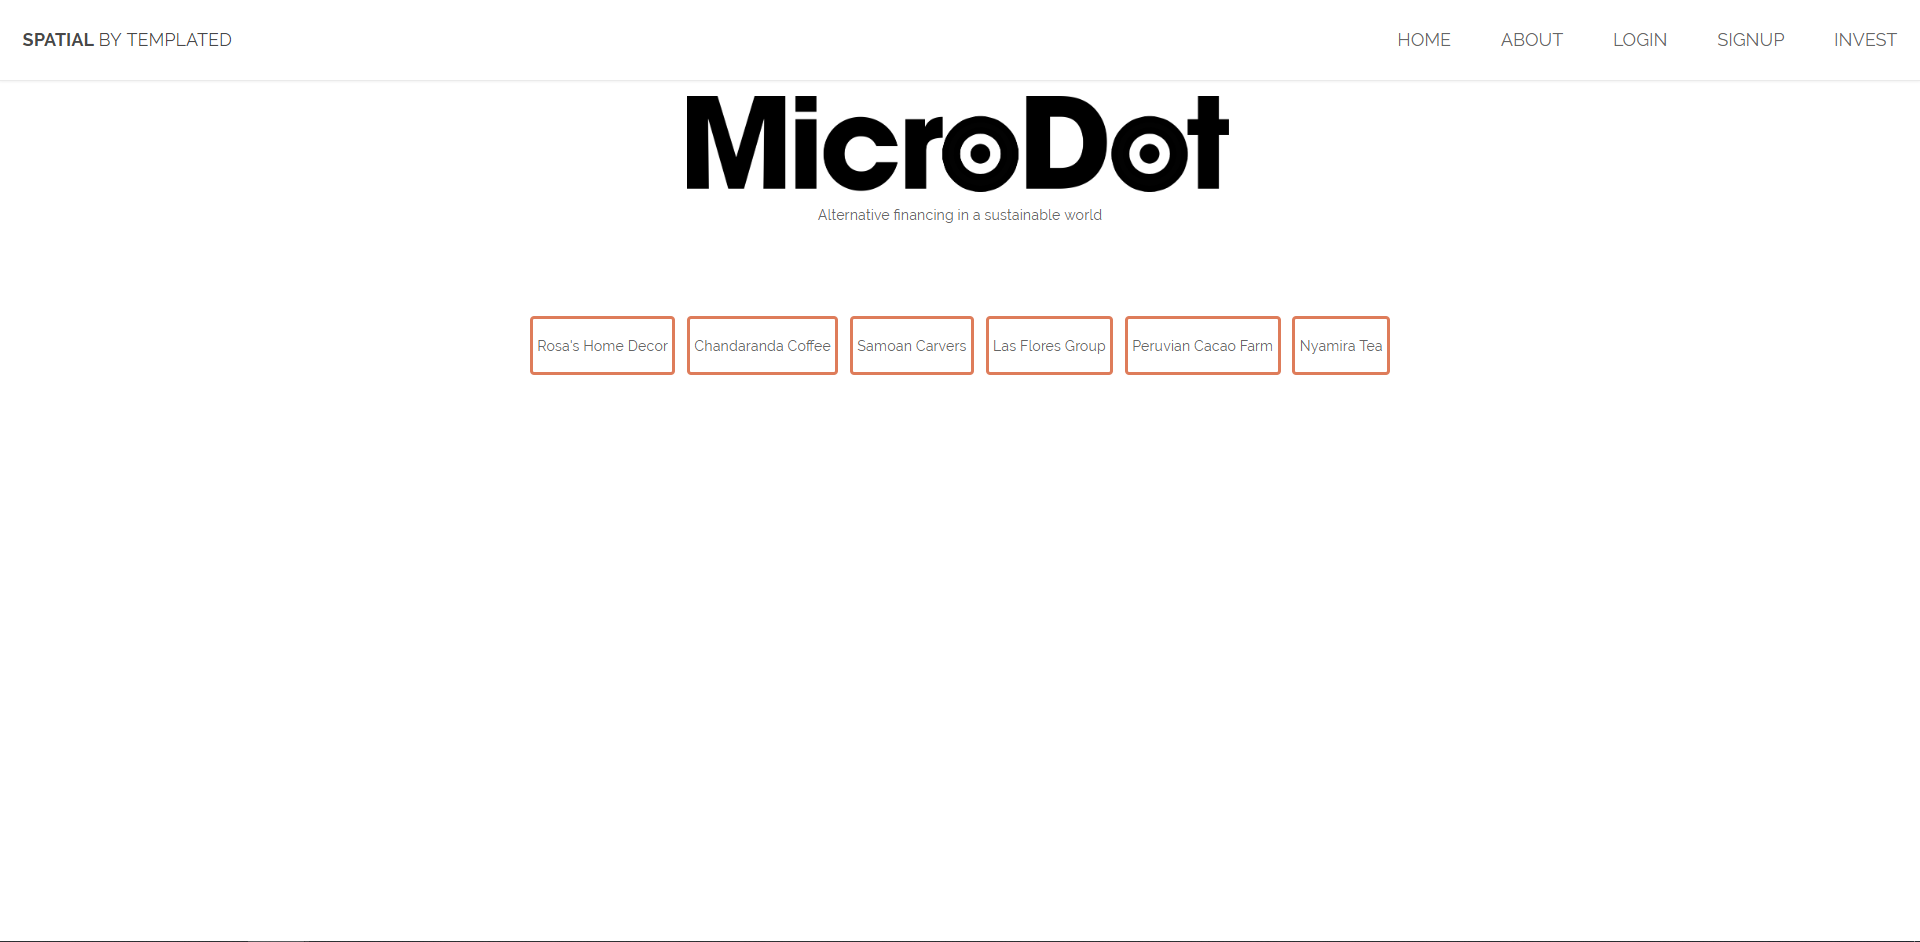 SPATIAL BY TEMPLATED HOME ABOUT LOGIN SIGNUP INVEST
MicroDot
Alternative financing in a sustainable world
Rosa's Home Decor Chandaranda Coffee Samoan Carvers Las Flores Group Peruvian Cacao Farm Nyamira Tea